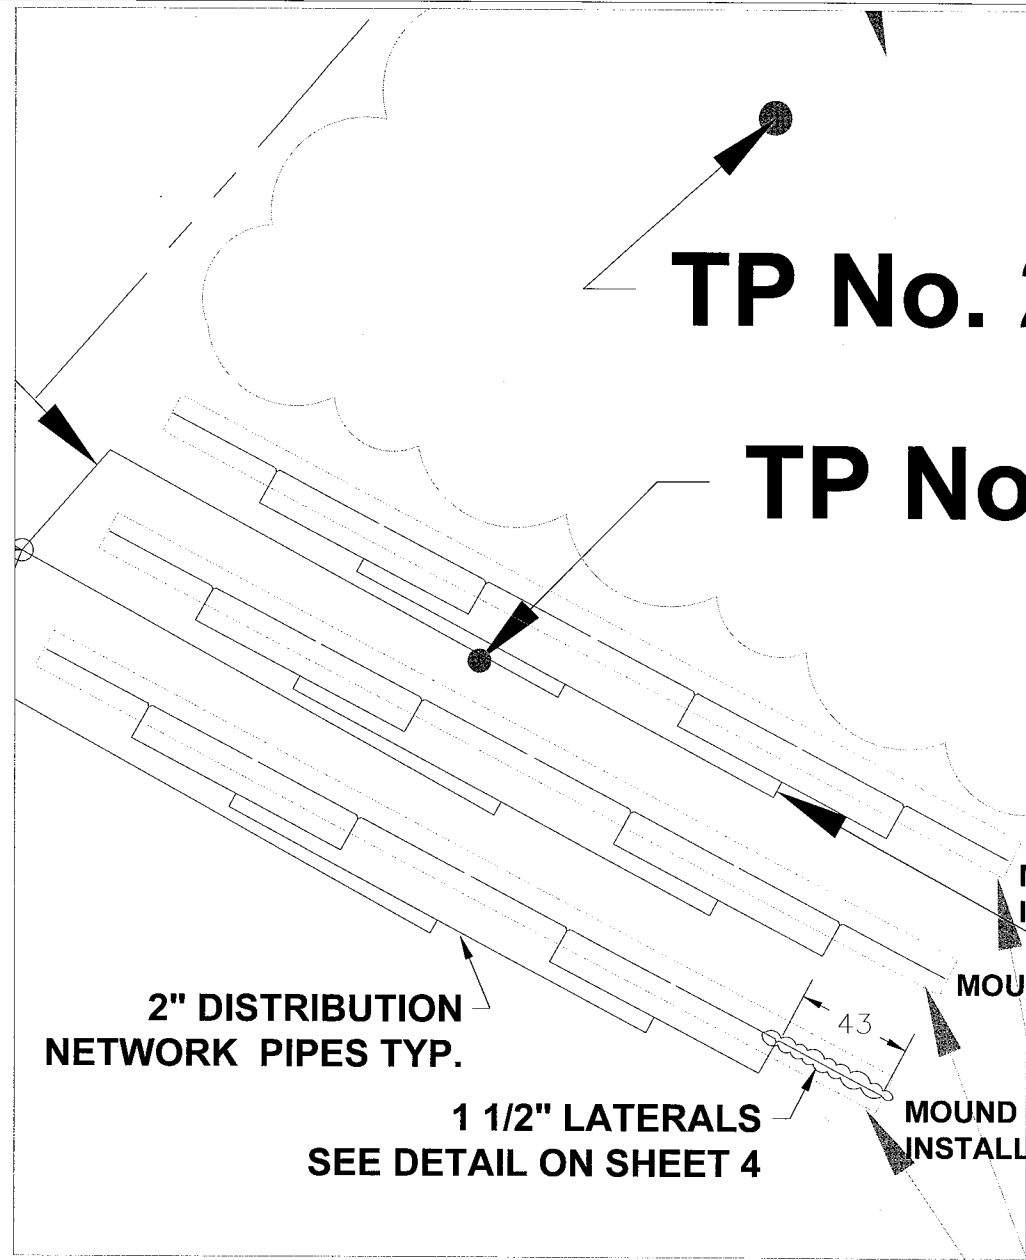 TP No.
TP No
MOU
2" DISTRIBUTION
NETWORK PIPES TYP.
43
1 1/2" LATERALS
SEE DETAIL ON SHEET 4
MOUND
INSTALL